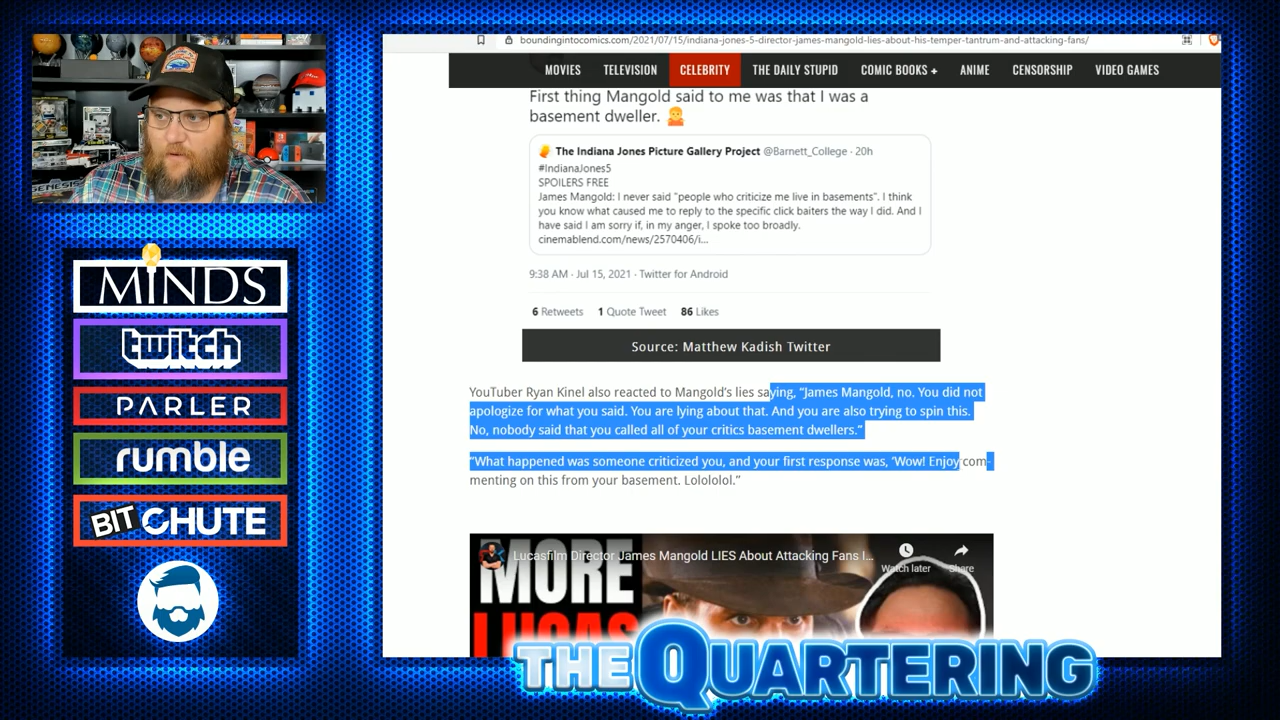 boundingintocomics.com/2021/07/15/indiana-jones-5-director-james-mangold-lies-about-his-temper-tantrum-and-attacking-fans/
MOVIES TELEVISION CELEBRITY THE DAILY STUPID COMIC BOOKS + ANIME CENSORSHIP VIDEO GAMES
First thing Mangold said to me was that I was a
basement dweller.
The Indiana Jones Picture Gallery Project @Barnett_College · 20h
#IndianaJones5
SPOILERS FREE
James Mangold: I never said "people who criticize me live in basements". I think
you know what caused me to reply to the specific click baiters the way I did. And I
have said I am sorry if, in my anger, I spoke too broadly.
cinemablend.com/news/2570406/i...
9:38 AM · Jul 15, 2021 · Twitter for Android
6 Retweets 1 Quote Tweet 86 Likes
Source: Matthew Kadish Twitter
YouTuber Ryan Kinel also reacted to Mangold's lies saying, “James Mangold, no. You did not
apologize for what you said. You are lying about that. And you are also trying to spin this.
No, nobody said that you called all of your critics basement dwellers.”
“What happened was someone criticized you, and your first response was, ‘Wow! Enjoy com-
menting on this from your basement. Lolololol.”
Lucasfilm Director James Mangold LIES About Attacking Fans I...
Watch later
Share
MORE
LUCAS
MINDS
twitch
PARLER
rumble
BITCHUTE
GENESIS
THE QUARTERING